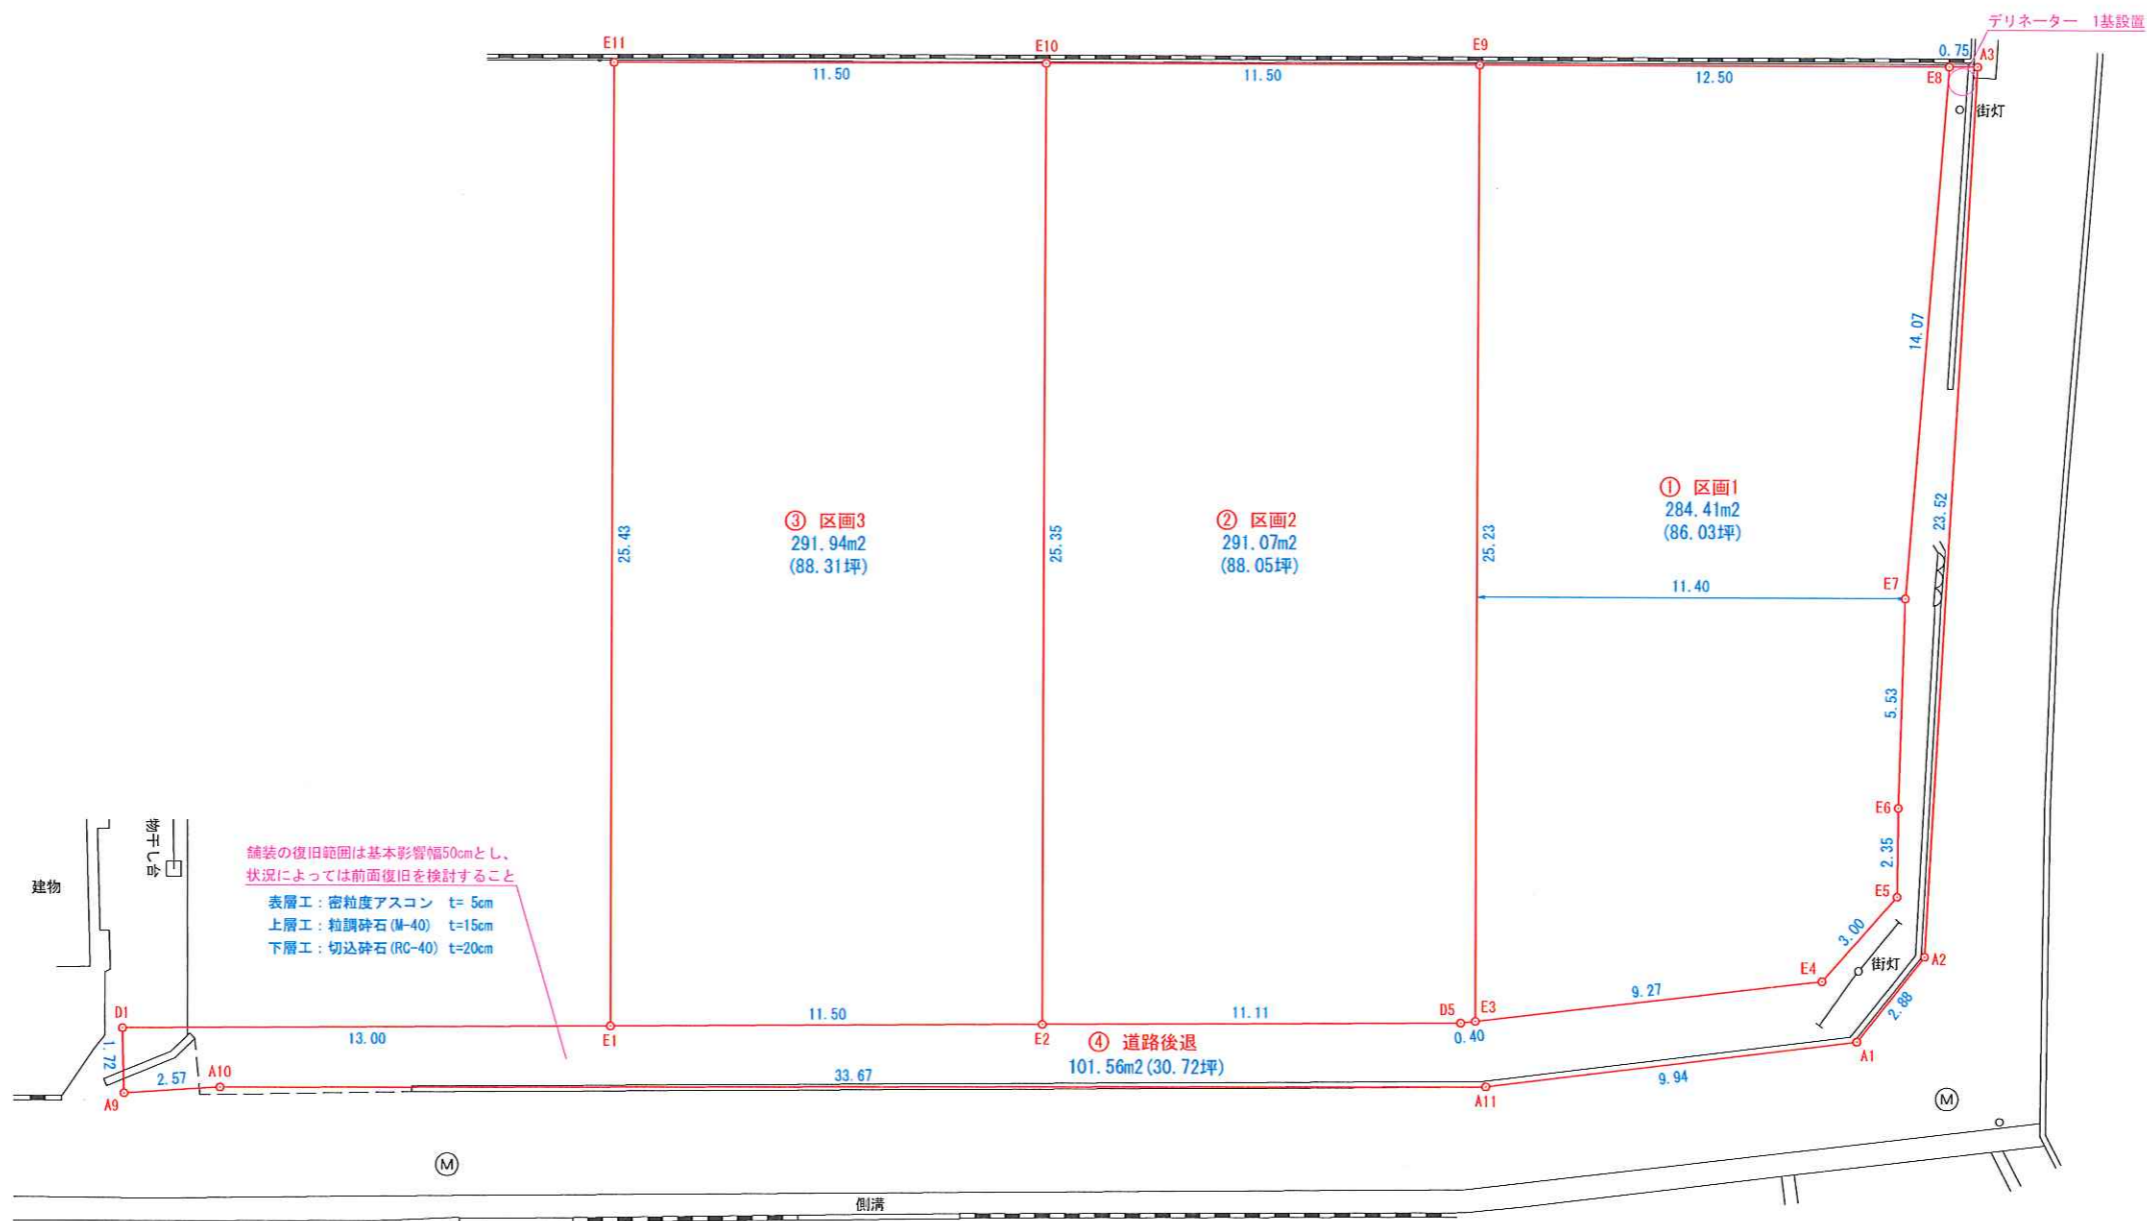 デリネーター 1基設置
E11
E10
E9
0.75
A3
11.50
11.50
12.50
E8
街灯
14.07
23.52
① 区画1
284.41m2
(86.03坪)
③ 区画3
291.94m2
(88.31坪)
② 区画2
291.07m2
(88.05坪)
25.43
25.35
25.23
11.40
E7
5.53
E6
2.35
E5
3.00
E4
街灯
A2
2.88
A1
9.27
9.94
物干し台
建物
舗装の復旧範囲は基本影響幅50cmとし、
状況によっては前面復旧を検討すること
表層工：密粒度アスコン t= 5cm
上層工：粒調砕石(M-40) t=15cm
下層工：切込砕石(RC-40) t=20cm
D1
13.00
E1
11.50
E2
11.11
D5
E3
0.40
④ 道路後退
101.56m2(30.72坪)
1.72
2.57
A10
A9
33.67
A11
M
M
側溝